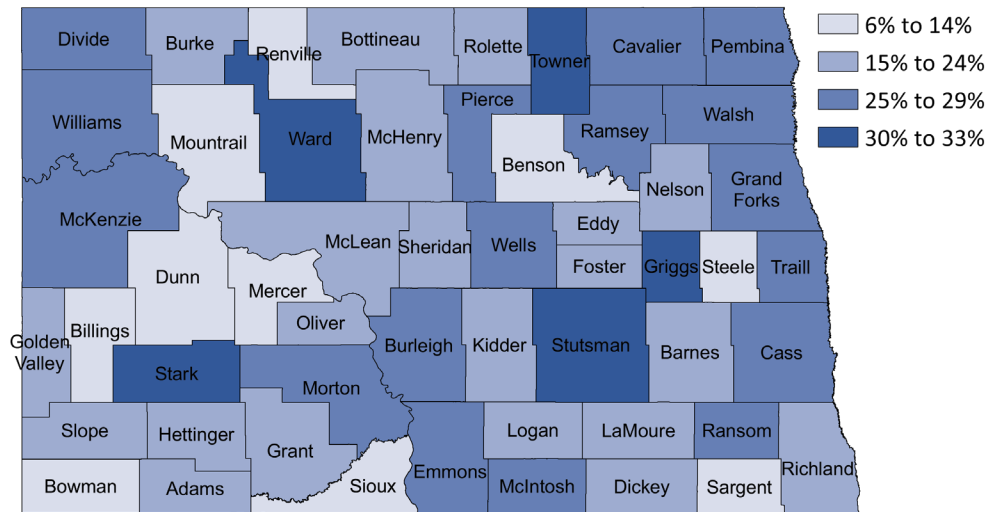 6% to 14%
15% to 24%
25% to 29%
30% to 33%
Divide
Burke
Renville
Bottineau
Rolette
Towner
Cavalier
Pembina
Williams
Mountrail
Ward
McHenry
Pierce
Benson
Ramsey
Walsh
Nelson
Grand
Forks
McKenzie
McLean
Sheridan
Wells
Eddy
Foster
Griggs
Steele
Traill
Dunn
Mercer
Oliver
Golden
Valley
Billings
Stark
Morton
Burleigh
Kidder
Stutsman
Barnes
Cass
Slope
Hettinger
Grant
Emmons
Logan
LaMoure
Ransom
Richland
Bowman
Adams
Sioux
McIntosh
Dickey
Sargent